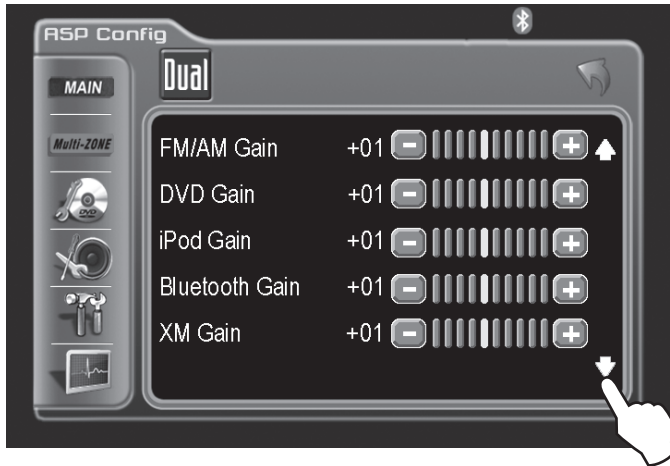 ASP Config
MAIN
Dual
Multi-ZONE
FM/AM Gain +01
DVD Gain +01
iPod Gain +01
Bluetooth Gain +01
XM Gain +01
DVD